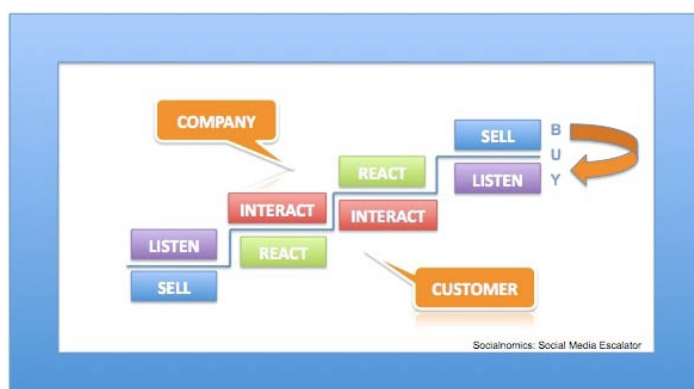 COMPANY
SELL
B
U
Y
REACT
LISTEN
INTERACT
INTERACT
LISTEN
REACT
SELL
CUSTOMER
Socialnomics: Social Media Escalator